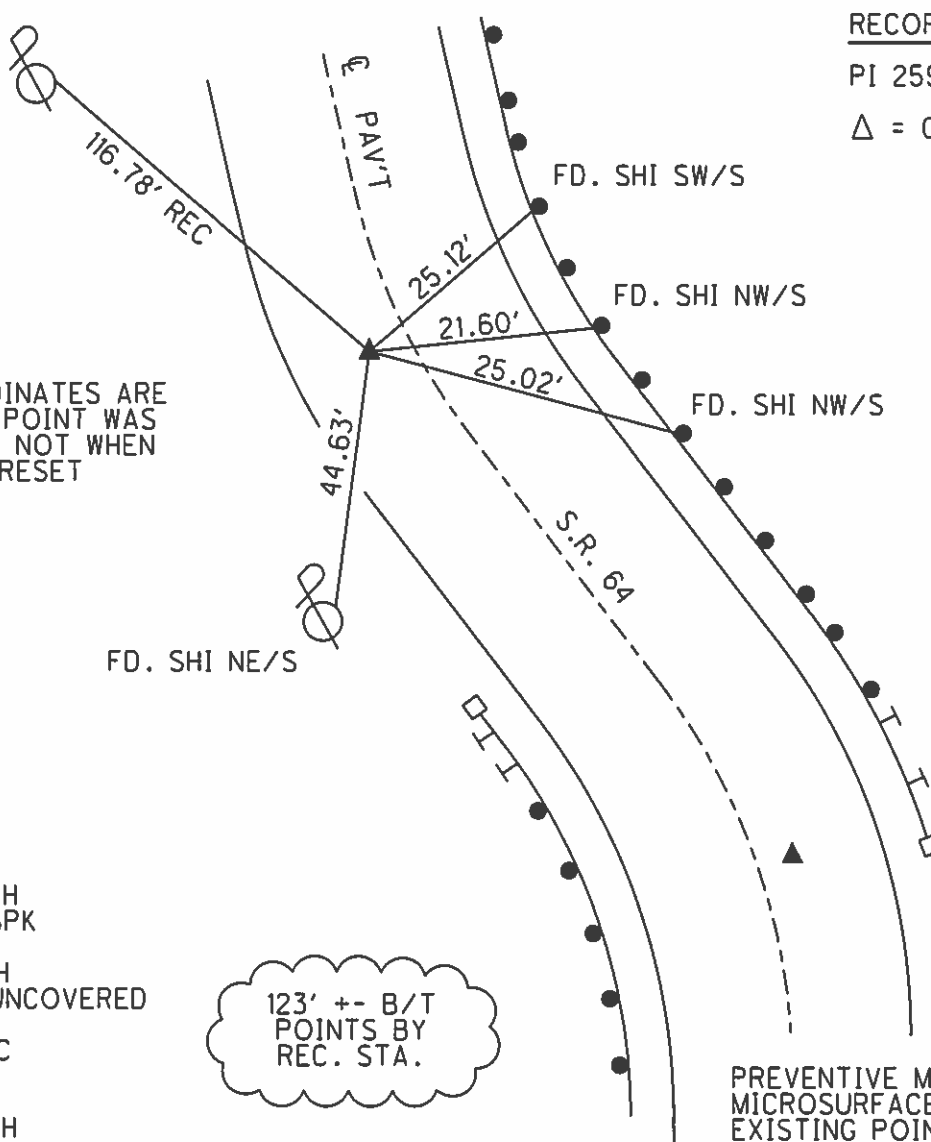 RECOR
PI 259
Δ = 0
℄ PAV'T
116.78' REC
FD. SHI SW/S
25.12'
FD. SHI NW/S
21.60'
25.02'
FD. SHI NW/S
DINATES ARE
POINT WAS
NOT WHEN
RESET
44.63'
S.R. 64
FD. SHI NE/S
H
PK
H
UNCOVERED
C
H
123' +- B/T
POINTS BY
REC. STA.
PREVENTIVE M
MICROSURFACE
EXISTING POIN